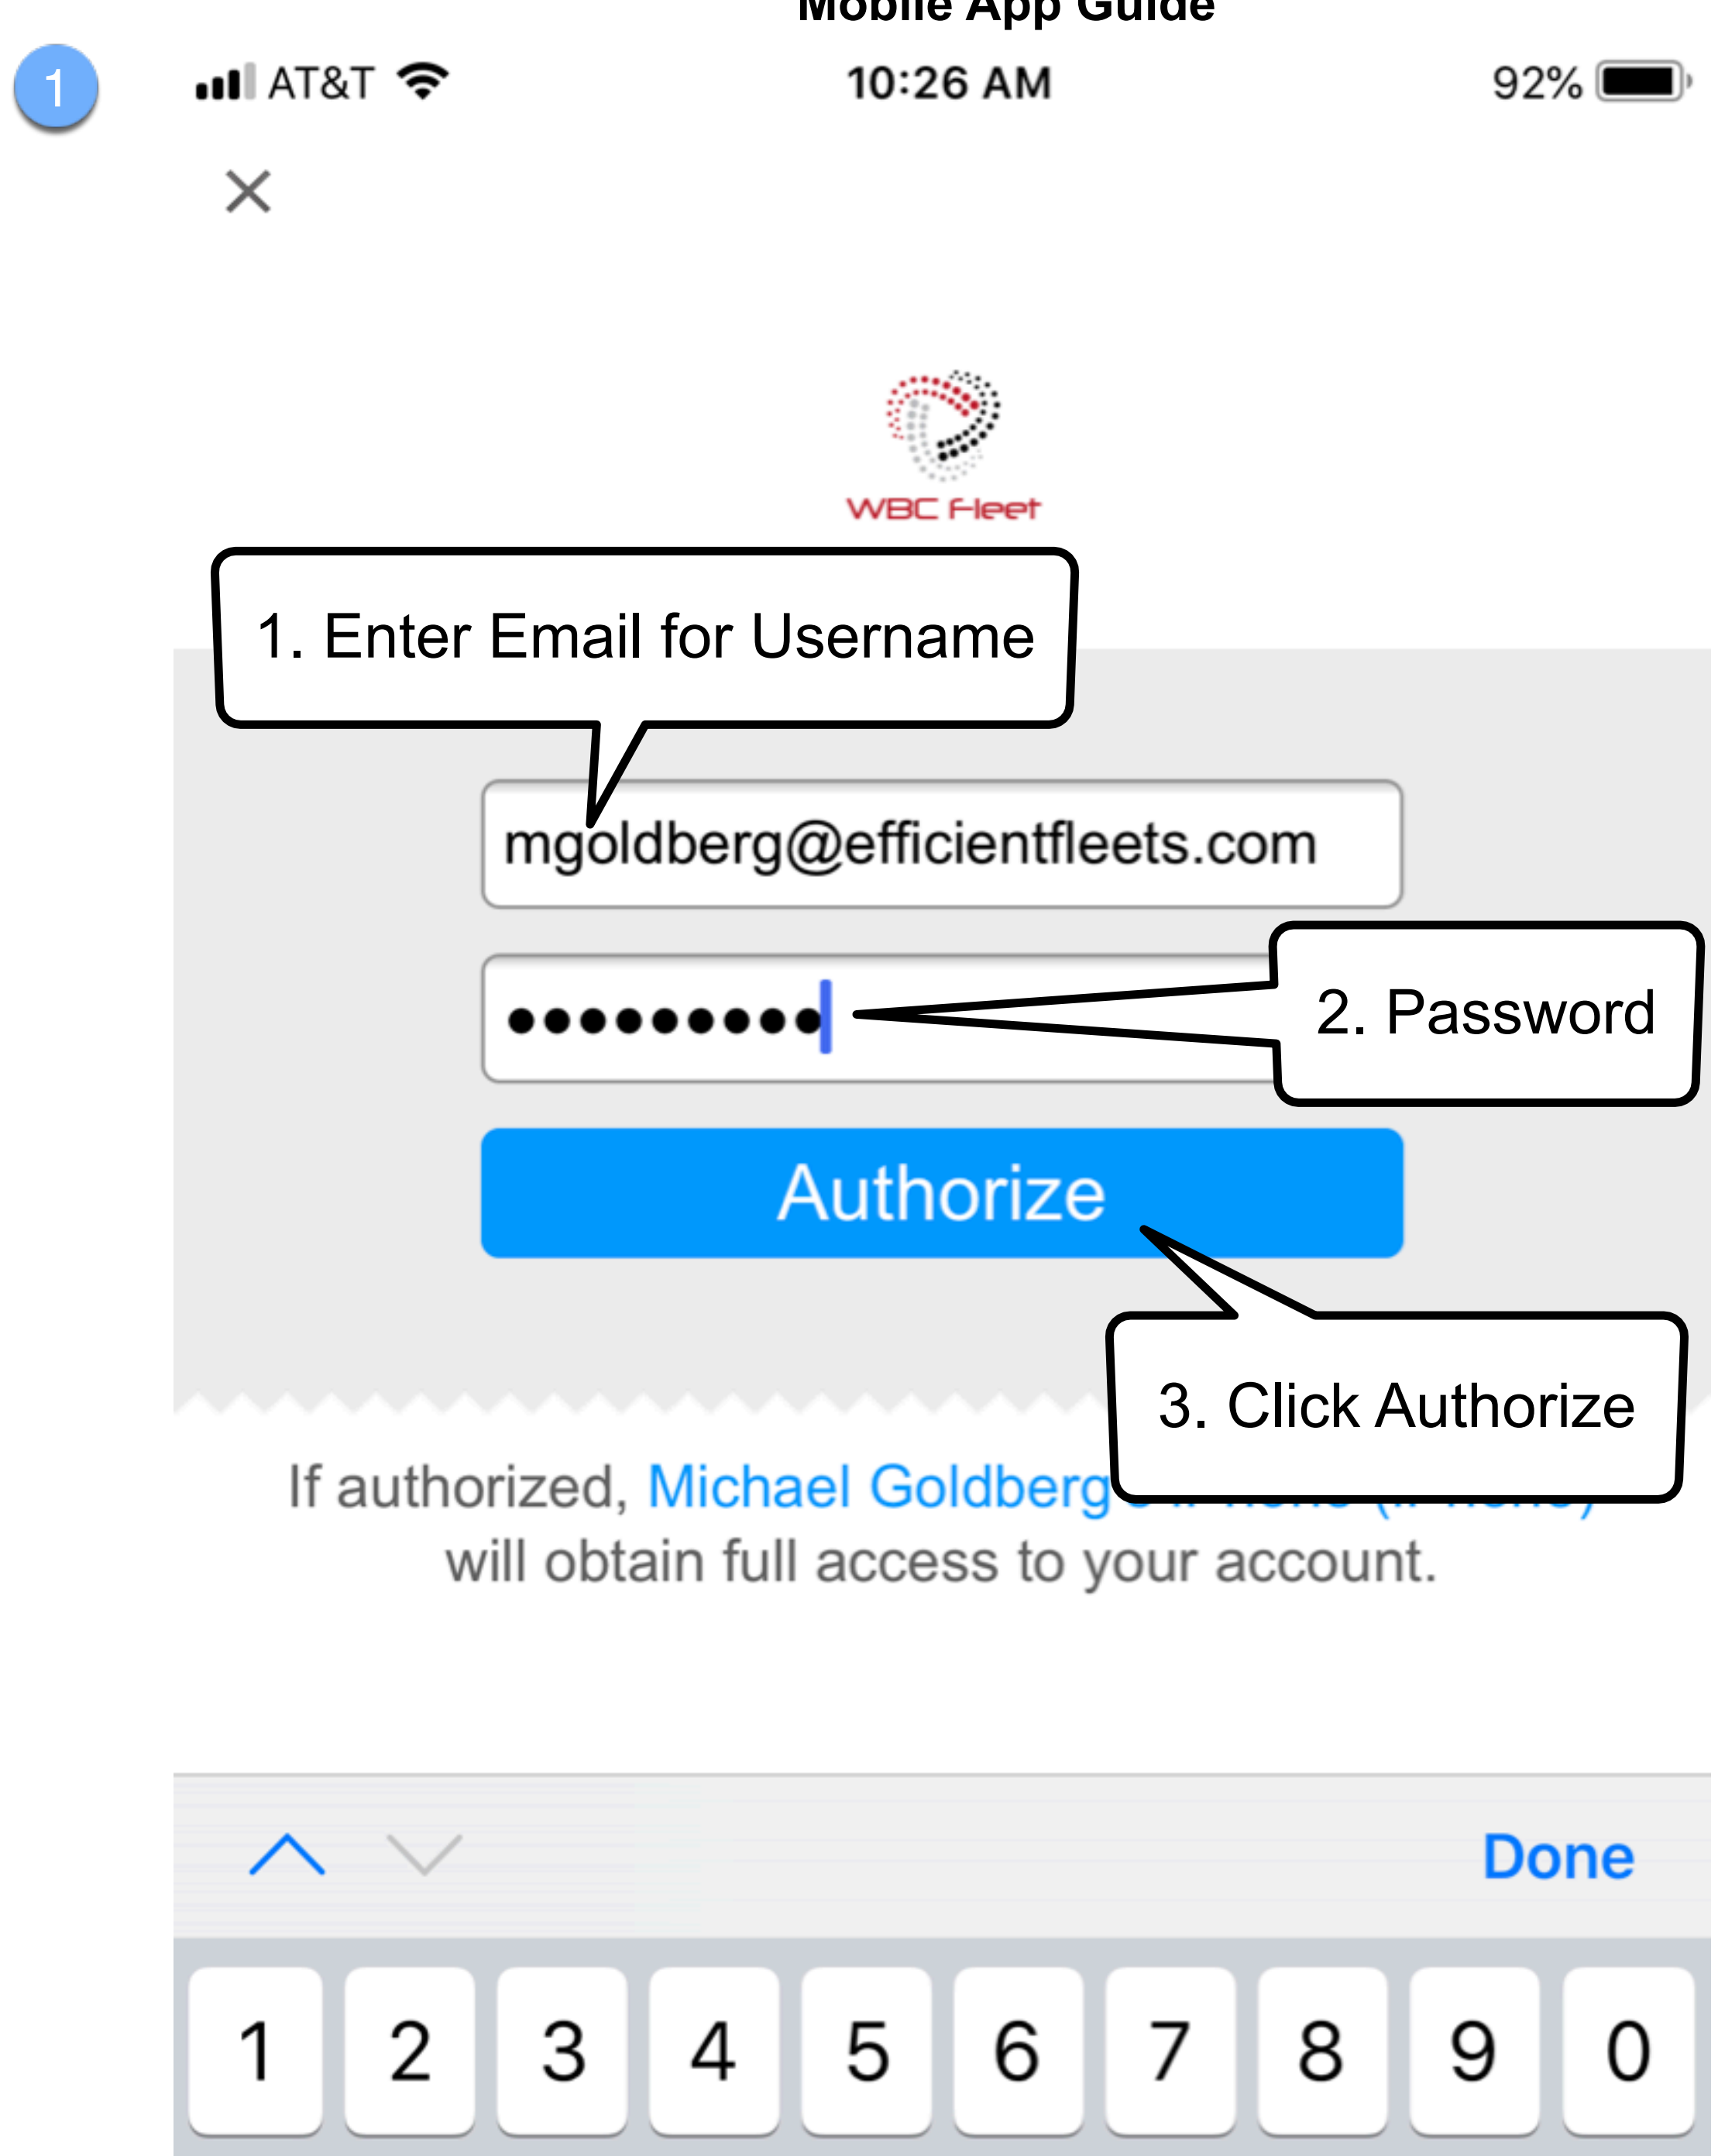 Mobile App Guide
1
AT&T 10:26 AM 92%
WBC Fleet
1. Enter Email for Username
mgoldberg@efficientfleets.com
2. Password
Authorize
3. Click Authorize
If authorized, Michael Goldberg
will obtain full access to your account.
Done
1 2 3 4 5 6 7 8 9 0